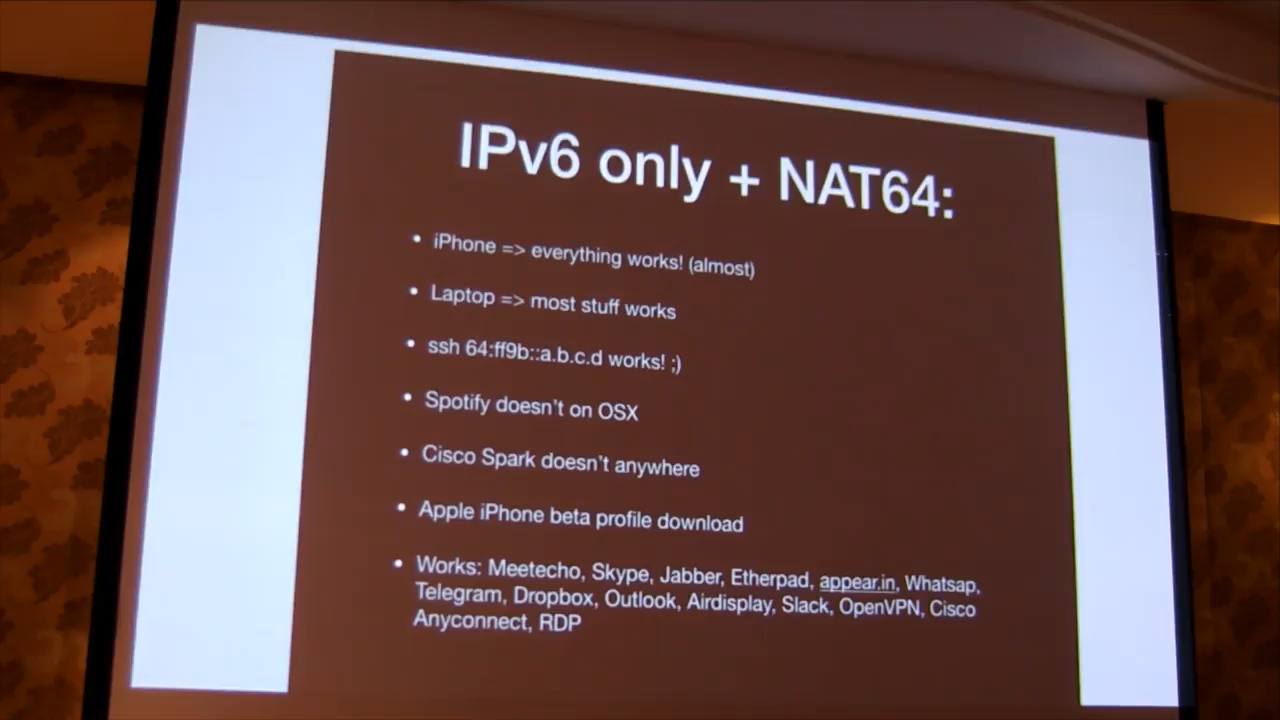 IPv6 only + NAT64:
• iPhone => everything works! (almost)
• Laptop => most stuff works
• ssh 64:ff9b::a.b.c.d works! ;)
• Spotify doesn't on OSX
• Cisco Spark doesn't anywhere
• Apple iPhone beta profile download
• Works: Meetecho, Skype, Jabber, Etherpad, appear.in, Whatsap,
Telegram, Dropbox, Outlook, Airdisplay, Slack, OpenVPN, Cisco
Anyconnect, RDP